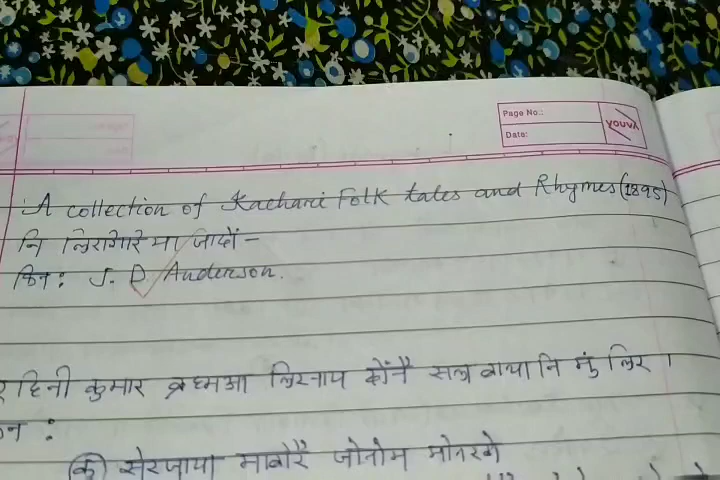 Page No.:
Date:
YOUVA
A collection of Kachari Folk tales and Rhymes (1895)
नि लिरगिरिआ जादों -
फिन : J. D. Anderson.
हिनी कुमार ब्रह्मआ लिरनाय मोंनै सल बाथा नि मुं लिर ।
न :
(क) सेरजाया माबोरै जोनोम मोनखो